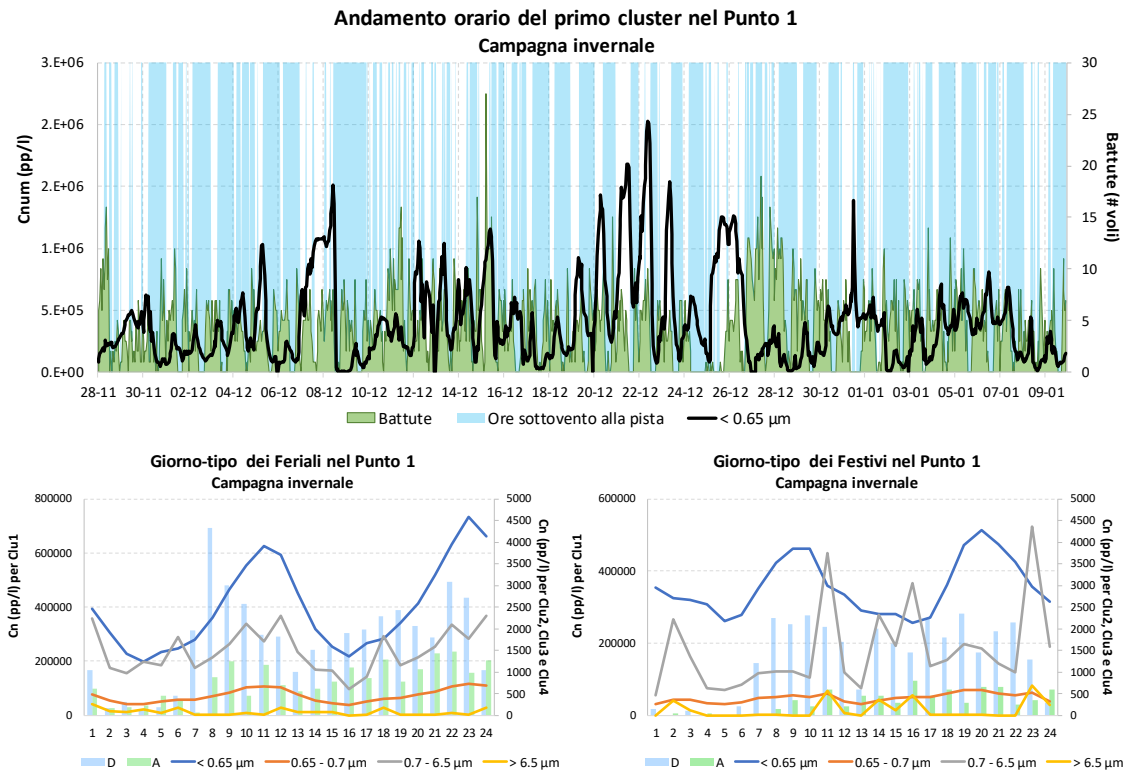 Andamento orario del primo cluster nel Punto 1
Campagna invernale
Cnum (pp/l)
3.E+06
2.E+06
2.E+06
1.E+06
5.E+05
0.E+00
30
25
20
15
10
5
0
Battute (# voli)
28-11 30-11 02-12 04-12 06-12 08-12 10-12 12-12 14-12 16-12 18-12 20-12 22-12 24-12 26-12 28-12 30-12 01-01 03-01 05-01 07-01 09-01
Battute Ore sottovento alla pista < 0.65 µm
Giorno-tipo dei Feriali nel Punto 1
Campagna invernale
Cn (pp/l) per Clu1
800000
600000
400000
200000
0
5000
4500
4000
3500
3000
2500
2000
1500
1000
500
0
Cn (pp/l) per Clu2, Clu3 e Clu4
1 2 3 4 5 6 7 8 9 10 11 12 13 14 15 16 17 18 19 20 21 22 23 24
D A < 0.65 µm 0.65 - 0.7 µm 0.7 - 6.5 µm > 6.5 µm
Giorno-tipo dei Festivi nel Punto 1
Campagna invernale
Cn (pp/l) per Clu1
600000
400000
200000
0
5000
4500
4000
3500
3000
2500
2000
1500
1000
500
0
Cn (pp/l) per Clu2, Clu3 e Clu4
1 2 3 4 5 6 7 8 9 10 11 12 13 14 15 16 17 18 19 20 21 22 23 24
D A < 0.65 µm 0.65 - 0.7 µm 0.7 - 6.5 µm > 6.5 µm